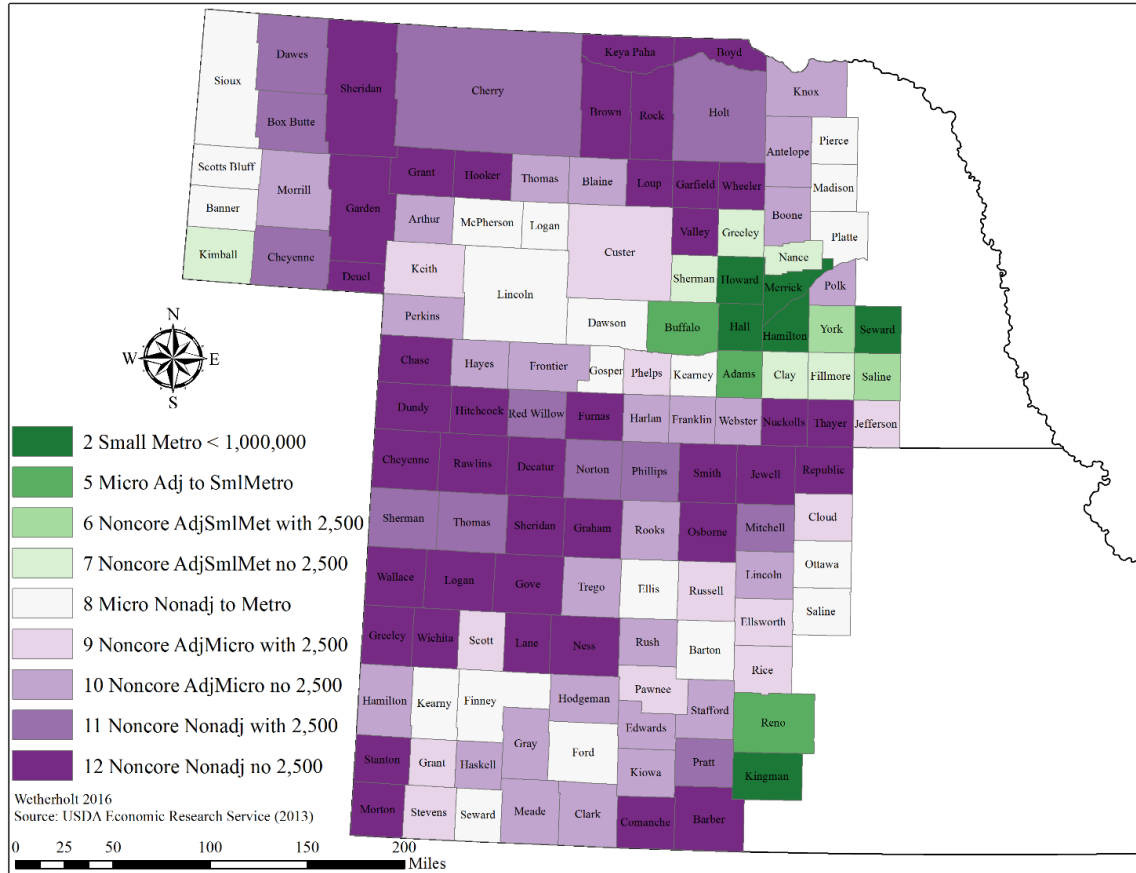 Keya Paha Boyd
Dawes
Knox
Sioux Sheridan Cherry
Holt
Box Butte Brown Rock
Pierce
Antelope
Scotts Bluff
Grant Hooker Thomas Blaine Loup Garfield Wheeler
Madison
Morrill
Banner Garden Arthur McPherson Logan Boone
Valley Greeley Platte
Kimball Cheyenne Custer Nance
Keith
Deuel Sherman Howard Merrick Polk
Lincoln
Perkins Dawson Buffalo Hall Hamilton York Seward
Chase Hayes Frontier Gosper Phelps Kearney Adams Clay Fillmore Saline
Dundy Hitchcock Red Willow Furnas Harlan Franklin Webster Nuckolls Thayer Jefferson
Cheyenne Rawlins Decatur Norton Phillips Smith Jewell Republic
Sherman Thomas Sheridan Graham Rooks Osborne Mitchell Cloud
Wallace Logan Gove Trego Ellis Russell Lincoln Ottawa
Saline
Ellsworth
Greeley Wichita Scott Lane Ness Rush Barton
Rice
Hamilton Kearny Finney Hodgeman Pawnee Stafford
Reno
Edwards
Stanton Grant Haskell Gray Ford Kiowa Pratt Kingman
Morton Stevens Seward Meade Clark Comanche Barber
N
W E
S
2 Small Metro < 1,000,000
5 Micro Adj to SmlMetro
6 Noncore AdjSmlMet with 2,500
7 Noncore AdjSmlMet no 2,500
8 Micro Nonadj to Metro
9 Noncore AdjMicro with 2,500
10 Noncore AdjMicro no 2,500
11 Noncore Nonadj with 2,500
12 Noncore Nonadj no 2,500
Wetherholt 2016
Source: USDA Economic Research Service (2013)
0 25 50 100 150 200
Miles